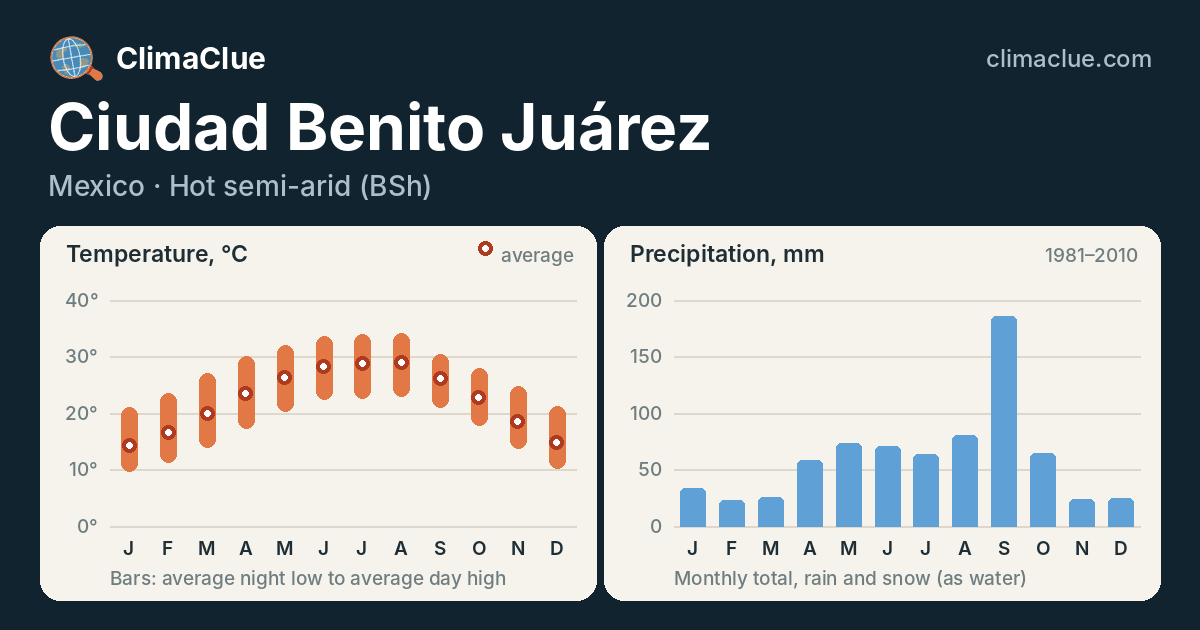 ClimaClue
climaclue.com
Ciudad Benito Juárez
Mexico · Hot semi-arid (BSh)
Temperature, °C
average
40°
30°
20°
10°
0°
J F M A M J J A S O N D
Bars: average night low to average day high
Precipitation, mm
1981–2010
200
150
100
50
0
J F M A M J J A S O N D
Monthly total, rain and snow (as water)